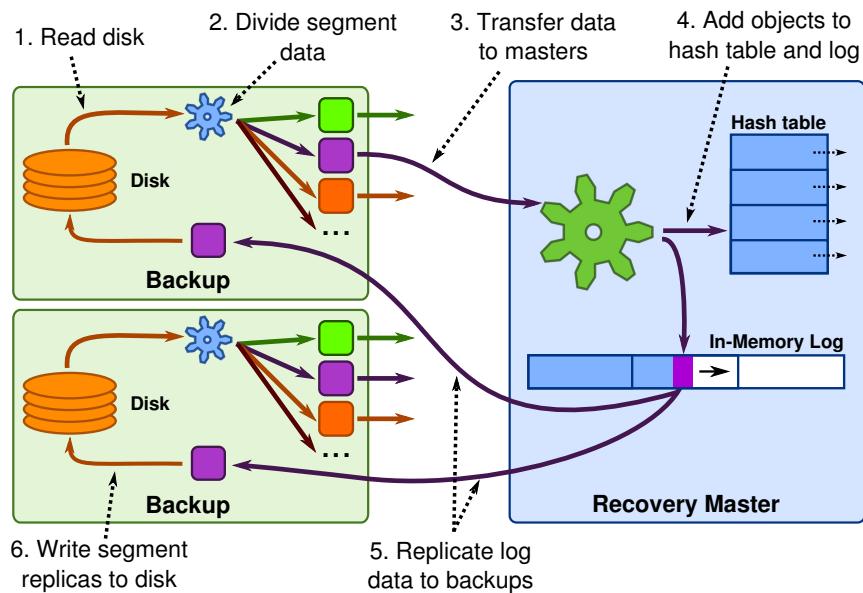 1. Read disk
2. Divide segment
data
3. Transfer data
to masters
4. Add objects to
hash table and log
Disk
...
Backup
Hash table
In-Memory Log
Disk
...
Backup
Recovery Master
6. Write segment
replicas to disk
5. Replicate log
data to backups